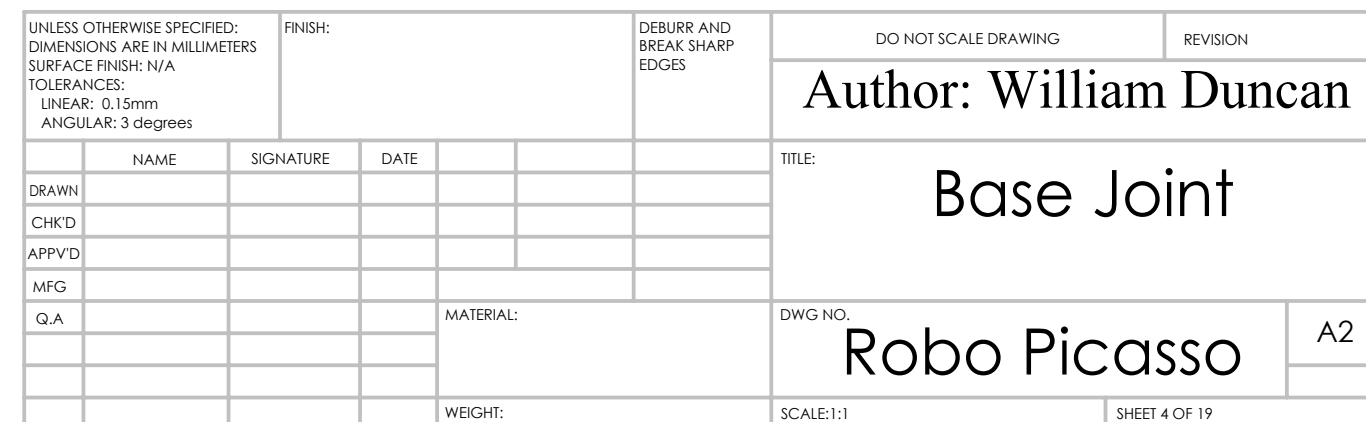 UNLESS OTHERWISE SPECIFIED:
DIMENSIONS ARE IN MILLIMETERS
SURFACE FINISH: N/A
TOLERANCES:
LINEAR: 0.15mm
ANGULAR: 3 degrees
FINISH:
DEBURR AND
BREAK SHARP
EDGES
DO NOT SCALE DRAWING
REVISION
Author: William Duncan
NAME SIGNATURE DATE
DRAWN
CHK'D
APPV'D
MFG
Q.A
TITLE:
Base Joint
MATERIAL:
DWG NO.
Robo Picasso
A2
WEIGHT:
SCALE:1:1
SHEET 4 OF 19